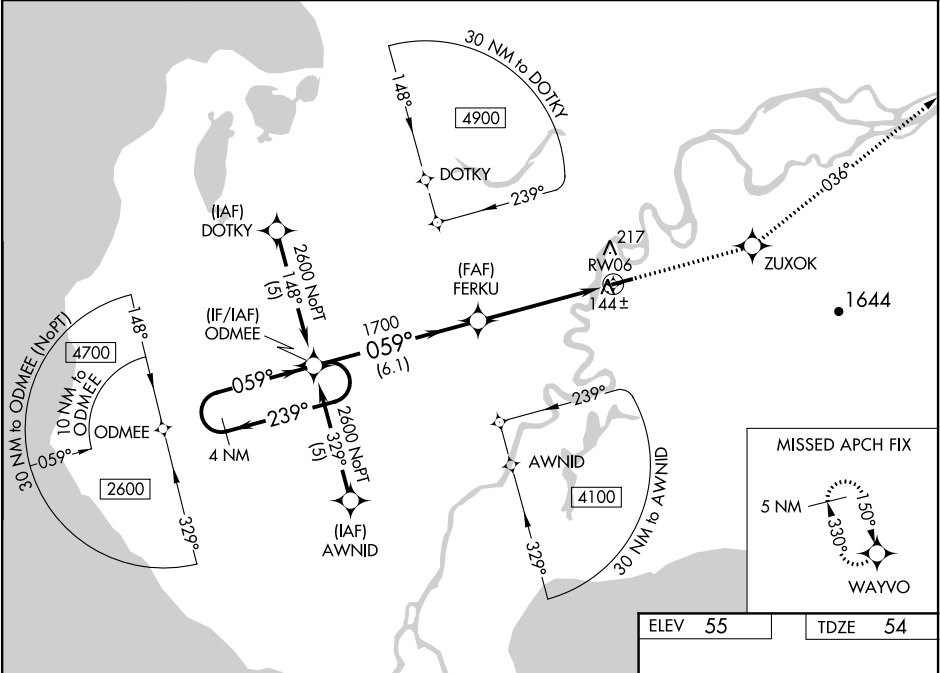 30 NM to DOTKY
148°
4900
DOTKY
239°
036°
(IAF)
DOTKY
2600 NoPT
148°
(5)
217
RW06
144±
ZUXOK
(FAF)
FERKU
1644
(IF/IAF)
ODMEE
1700
059°
(6.1)
30 NM to ODMEE (NoPT)
148°
4700
10 NM to
ODMEE
ODMEE
059°
2600
329°
059°
239°
4 NM
2600 NoPT
329°
(5)
(IAF)
AWNID
239°
AWNID
4100
329°
30 NM to AWNID
MISSED APCH FIX
5 NM
150°
330°
WAYVO
ELEV 55
TDZE 54